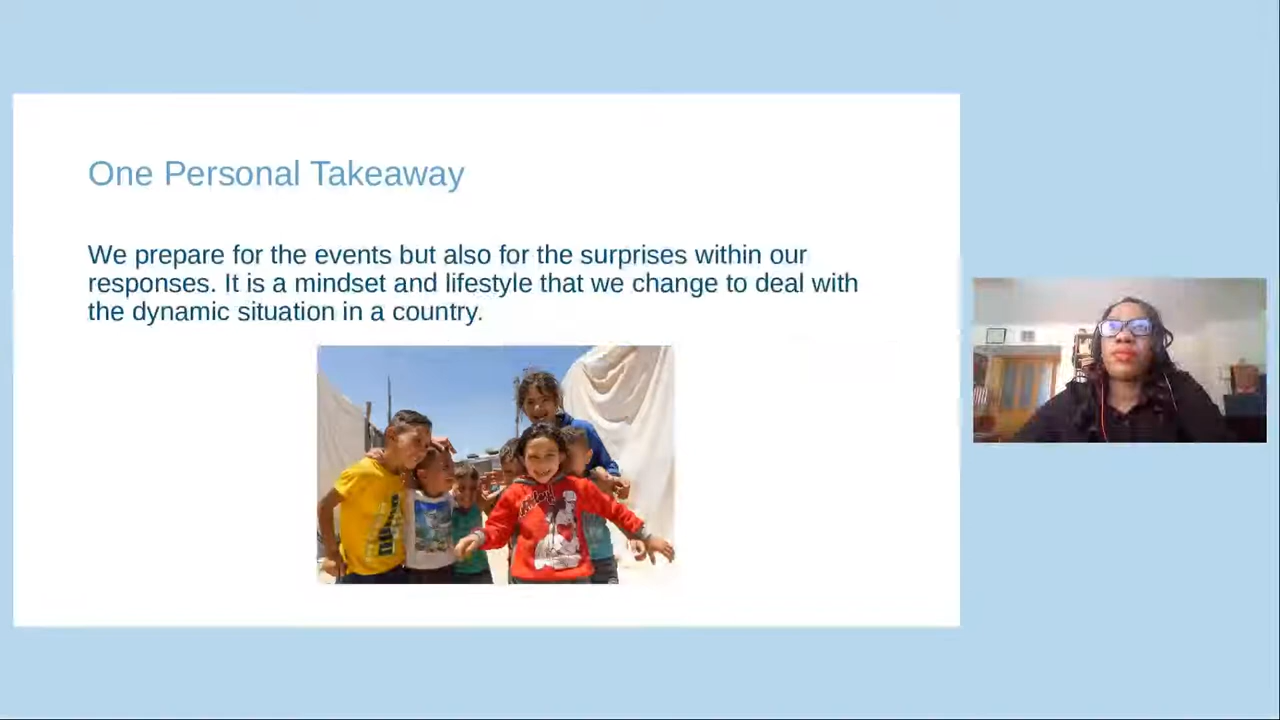 One Personal Takeaway
We prepare for the events but also for the surprises within our
responses. It is a mindset and lifestyle that we change to deal with
the dynamic situation in a country.